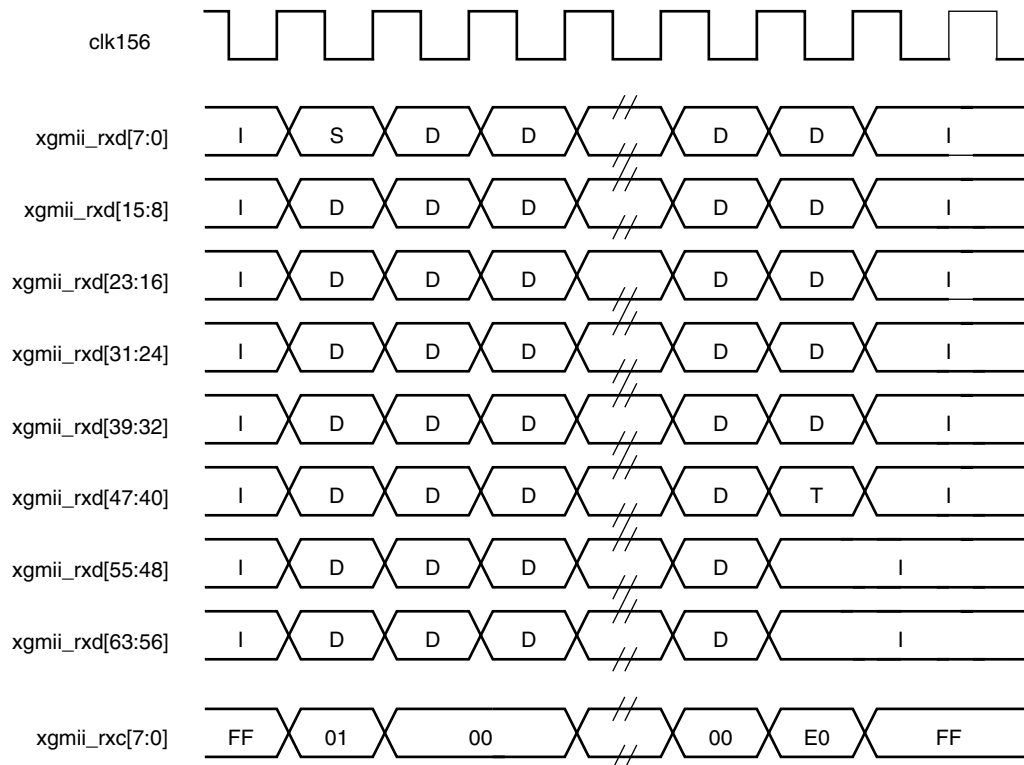 clk156
xgmii_rxd[7:0] I S D D D D I
xgmii_rxd[15:8] I D D D D D I
xgmii_rxd[23:16] I D D D D D I
xgmii_rxd[31:24] I D D D D D I
xgmii_rxd[39:32] I D D D D D I
xgmii_rxd[47:40] I D D D D T I
xgmii_rxd[55:48] I D D D D I
xgmii_rxd[63:56] I D D D D I
xgmii_rxc[7:0] FF 01 00 00 E0 FF